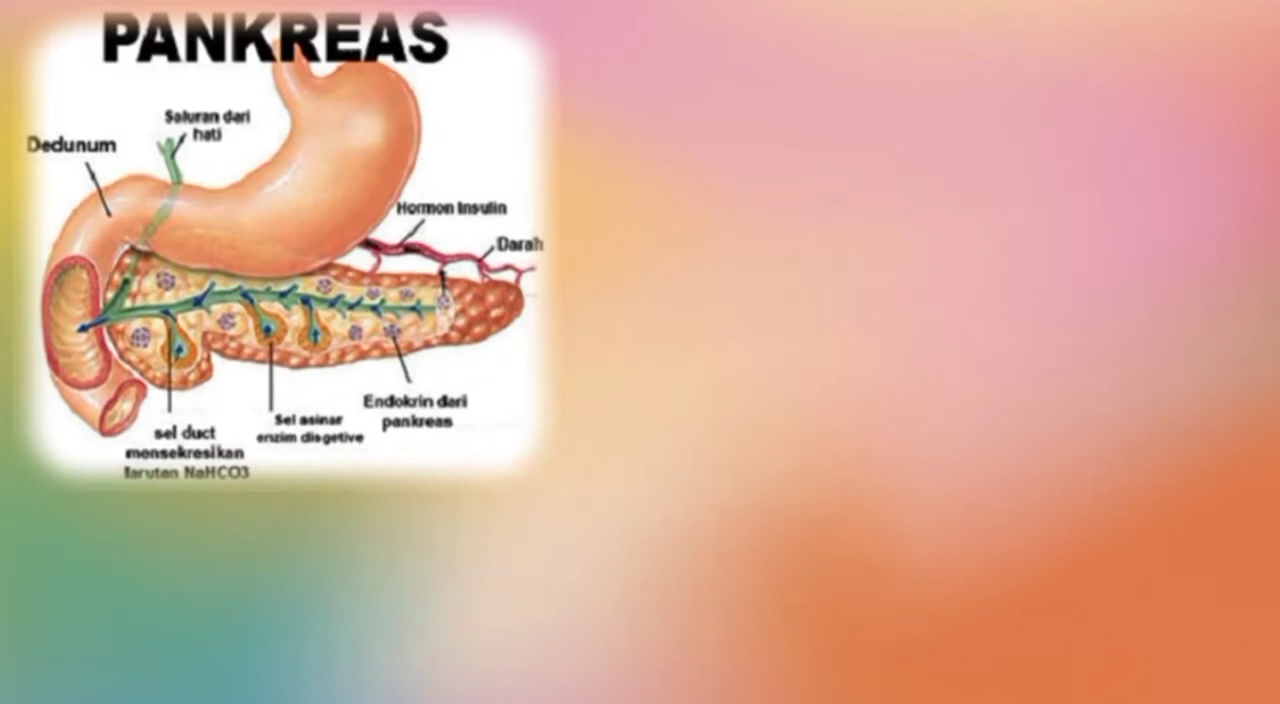 PANKREAS
Saluran dari
hati
Dedunum
Hormon Insulin
Darah
Endokrin dari
pankreas
Sel asinar
enzim disgetive
sel duct
mensekresikan
larutan NaHCO3